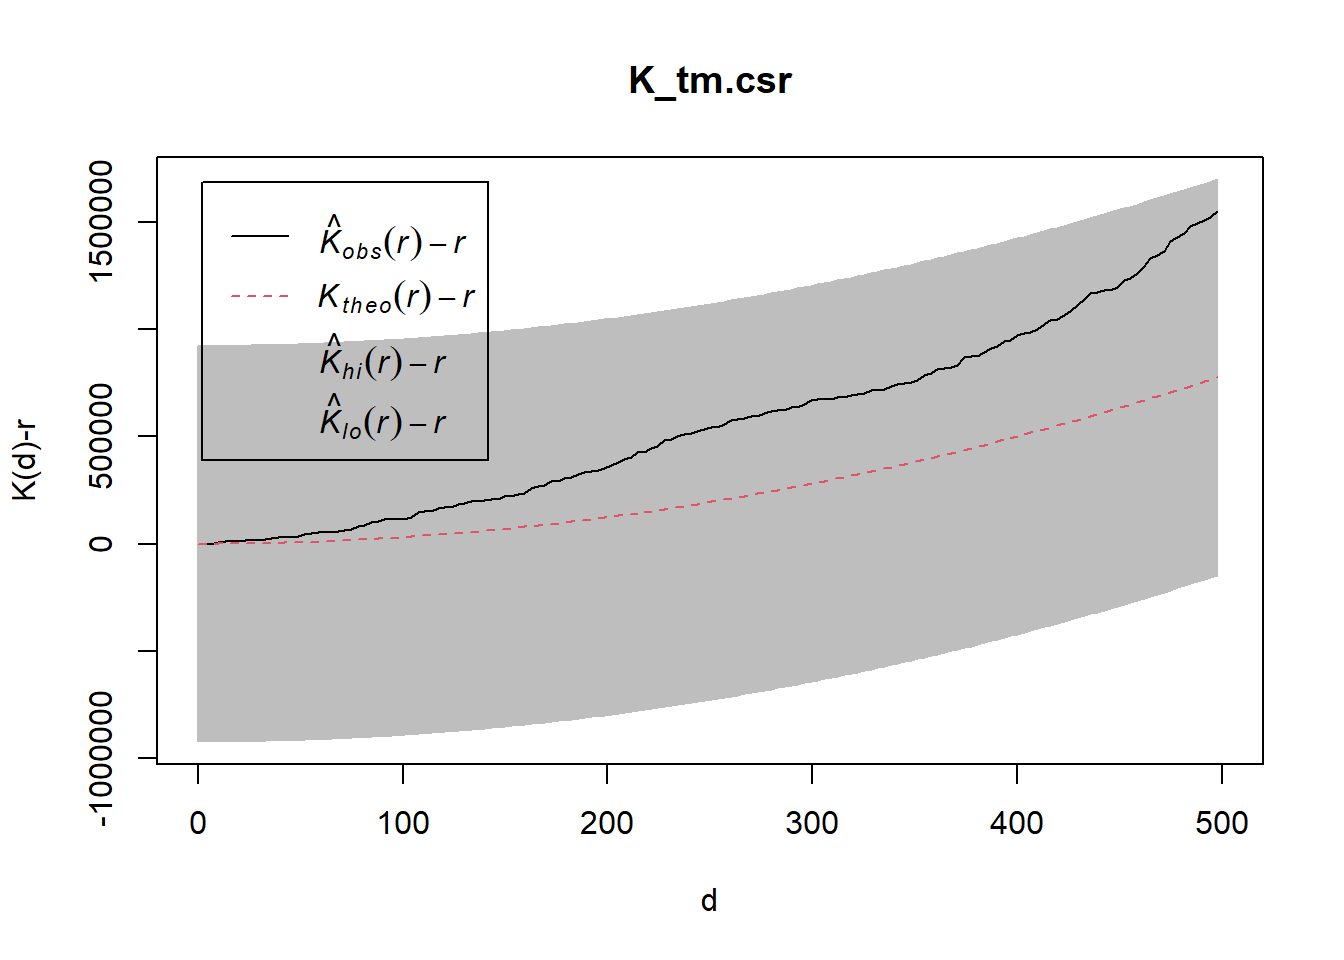 K_tm.csr
K̂obs(r) − r
Ktheo(r) − r
K̂hi(r) − r
K̂lo(r) − r
K(d)-r
1500000
500000
0
-1000000
0 100 200 300 400 500
d